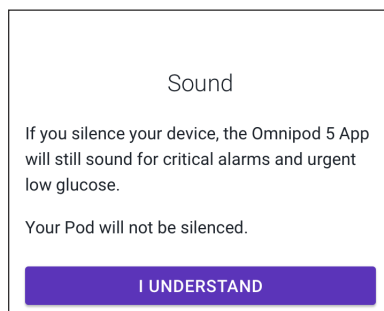 Sound
If you silence your device, the Omnipod 5 App
will still sound for critical alarms and urgent
low glucose.
Your Pod will not be silenced.
I UNDERSTAND